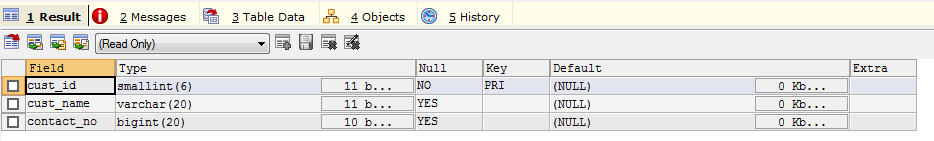 1 Result 2 Messages 3 Table Data 4 Objects 5 History
(Read Only)
Field Type Null Key Default Extra
cust_id smallint(6) 11 b... NO PRI (NULL) 0 Kb...
cust_name varchar(20) 11 b... YES (NULL) 0 Kb...
contact_no bigint(20) 10 b... YES (NULL) 0 Kb...